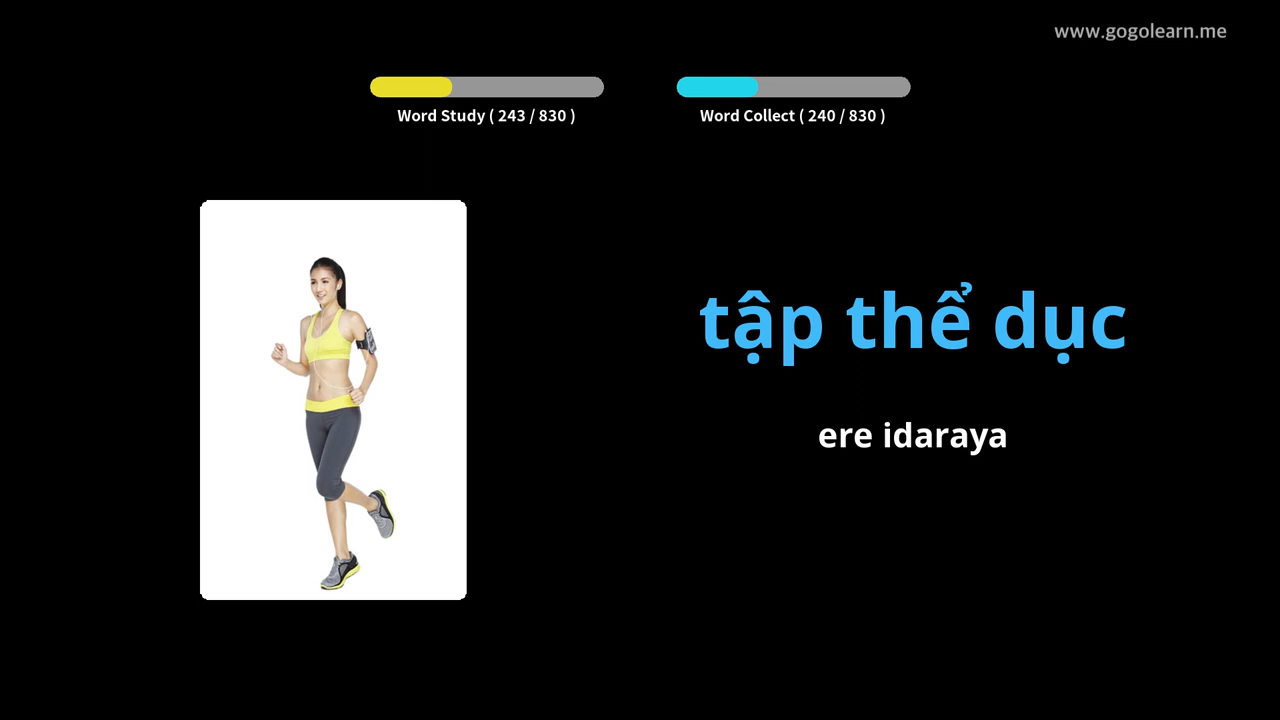 www.gogolearn.me
Word Study ( 243 / 830 )
Word Collect ( 240 / 830 )
tập thể dục
ere idaraya